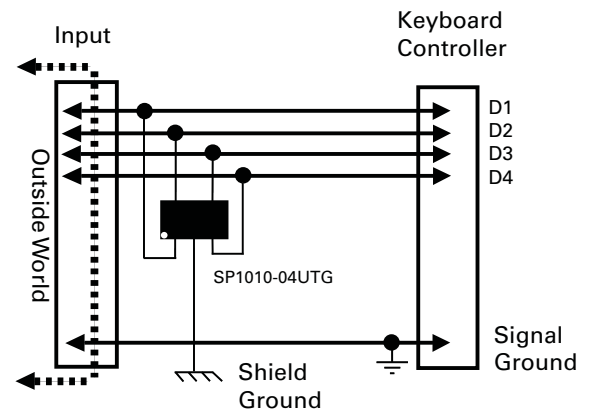 Input
Keyboard
Controller
D1
D2
D3
D4
Outside World
SP1010-04UTG
Signal
Ground
Shield
Ground